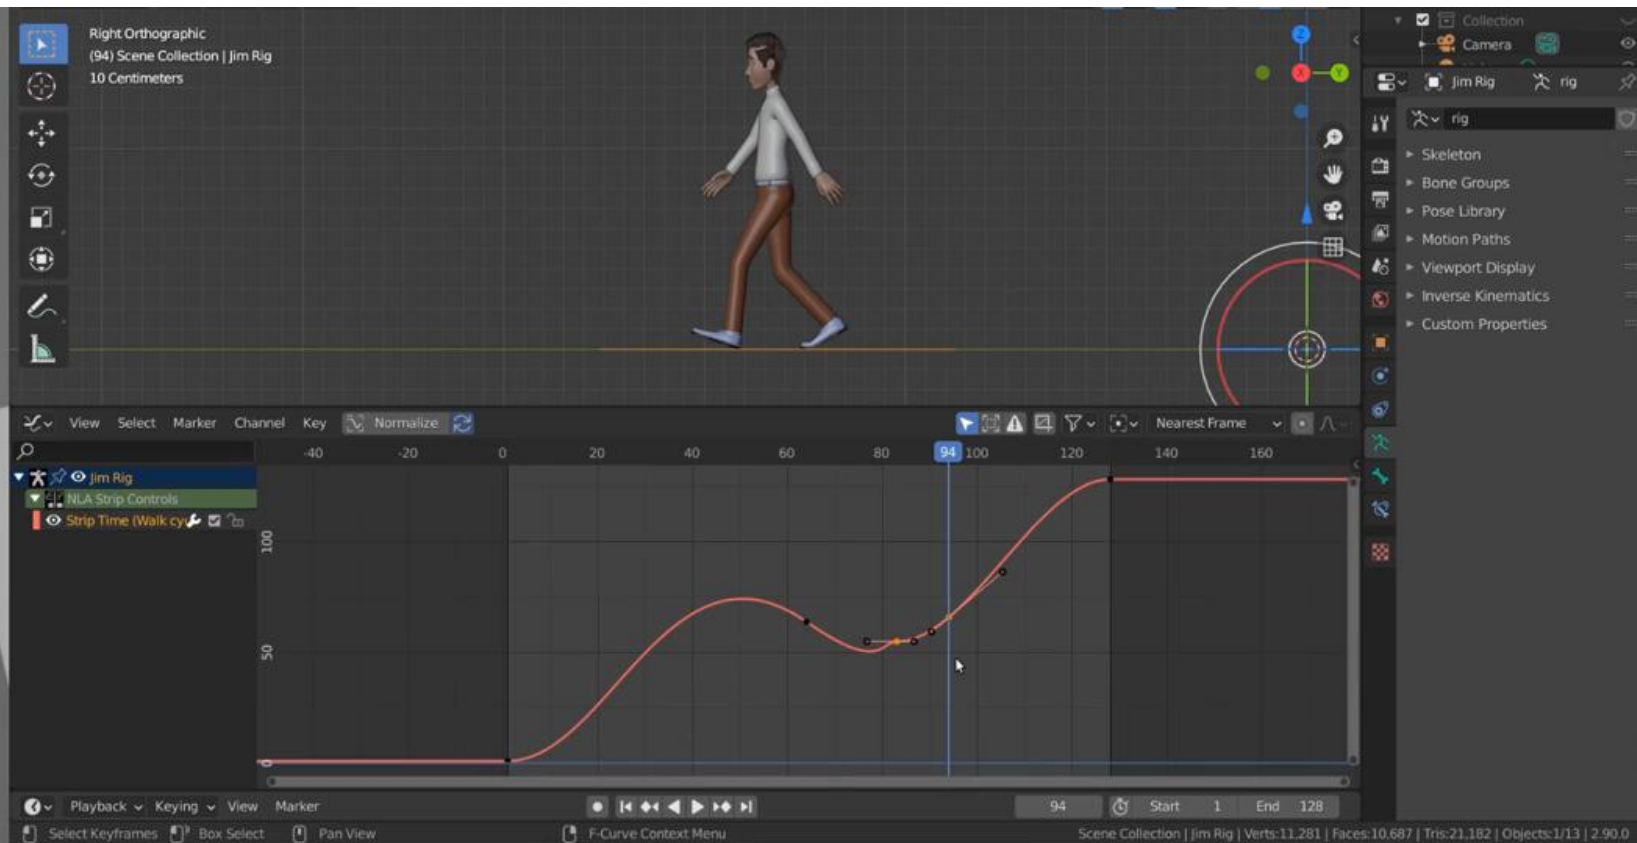 Right Orthographic
(94) Scene Collection | Jim Rig
10 Centimeters
Z
X
Y
Collection
Camera
Jim Rig rig
rig
Skeleton
Bone Groups
Pose Library
Motion Paths
Viewport Display
Inverse Kinematics
Custom Properties
View Select Marker Channel Key Normalize Nearest Frame
-40 -20 0 20 40 60 80 94 100 120 140 160
Jim Rig
NLA Strip Controls
Strip Time (Walk cy
100
50
0
Playback Keying View Marker 94 Start 1 End 128
Select Keyframes Box Select Pan View F-Curve Context Menu Scene Collection | Jim Rig | Verts:11,281 | Faces:10,687 | Tris:21,182 | Objects:1/13 | 2.90.0